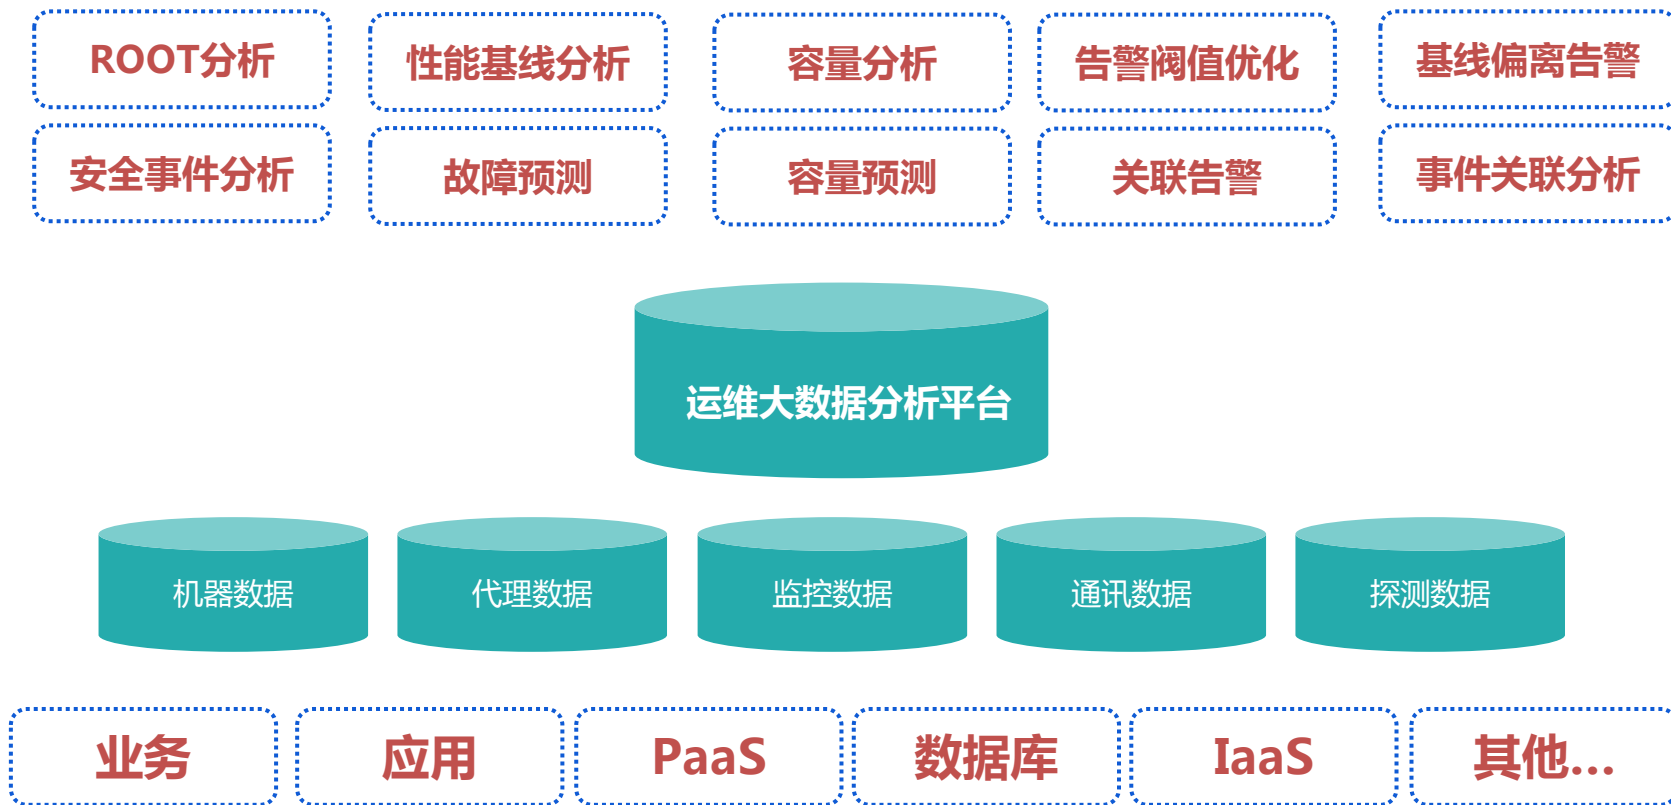 ROOT分析
性能基线分析
容量分析
告警阀值优化
基线偏离告警
安全事件分析
故障预测
容量预测
关联告警
事件关联分析
运维大数据分析平台
机器数据
代理数据
监控数据
通讯数据
探测数据
业务
应用
PaaS
数据库
IaaS
其他...